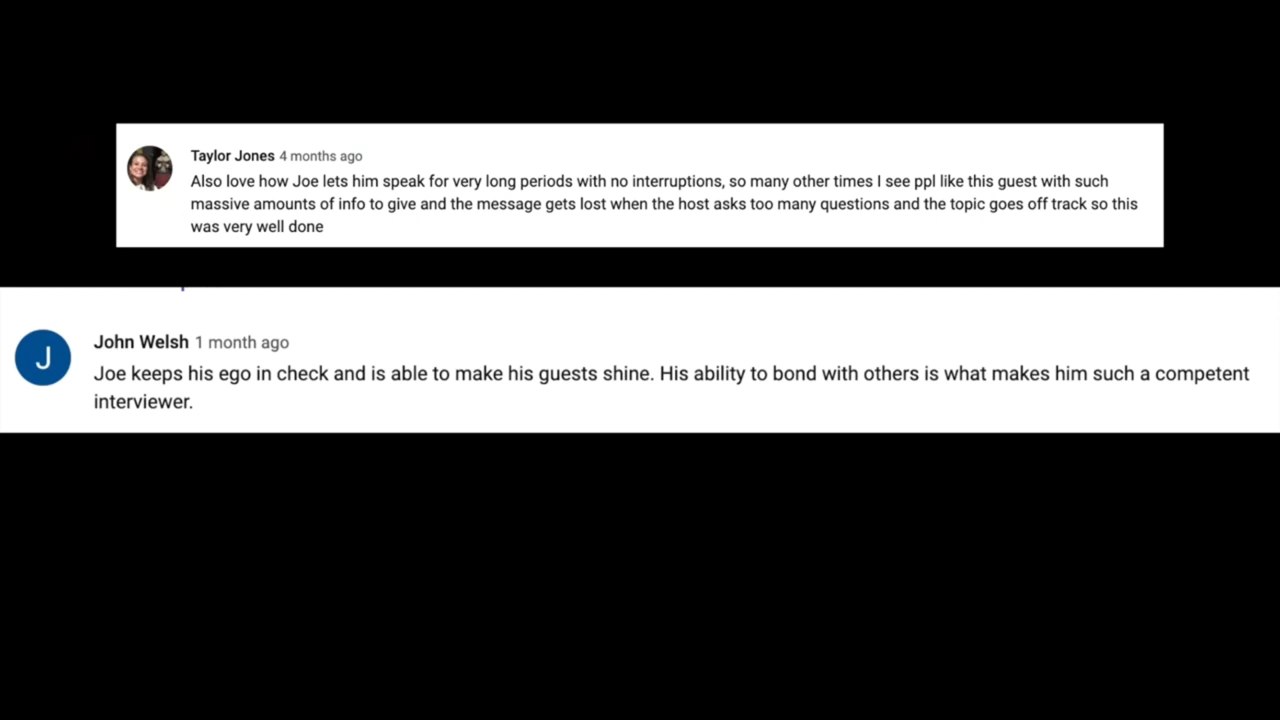 Taylor Jones 4 months ago
Also love how Joe lets him speak for very long periods with no interruptions, so many other times I see ppl like this guest with such
massive amounts of info to give and the message gets lost when the host asks too many questions and the topic goes off track so this
was very well done
J
John Welsh 1 month ago
Joe keeps his ego in check and is able to make his guests shine. His ability to bond with others is what makes him such a competent
interviewer.